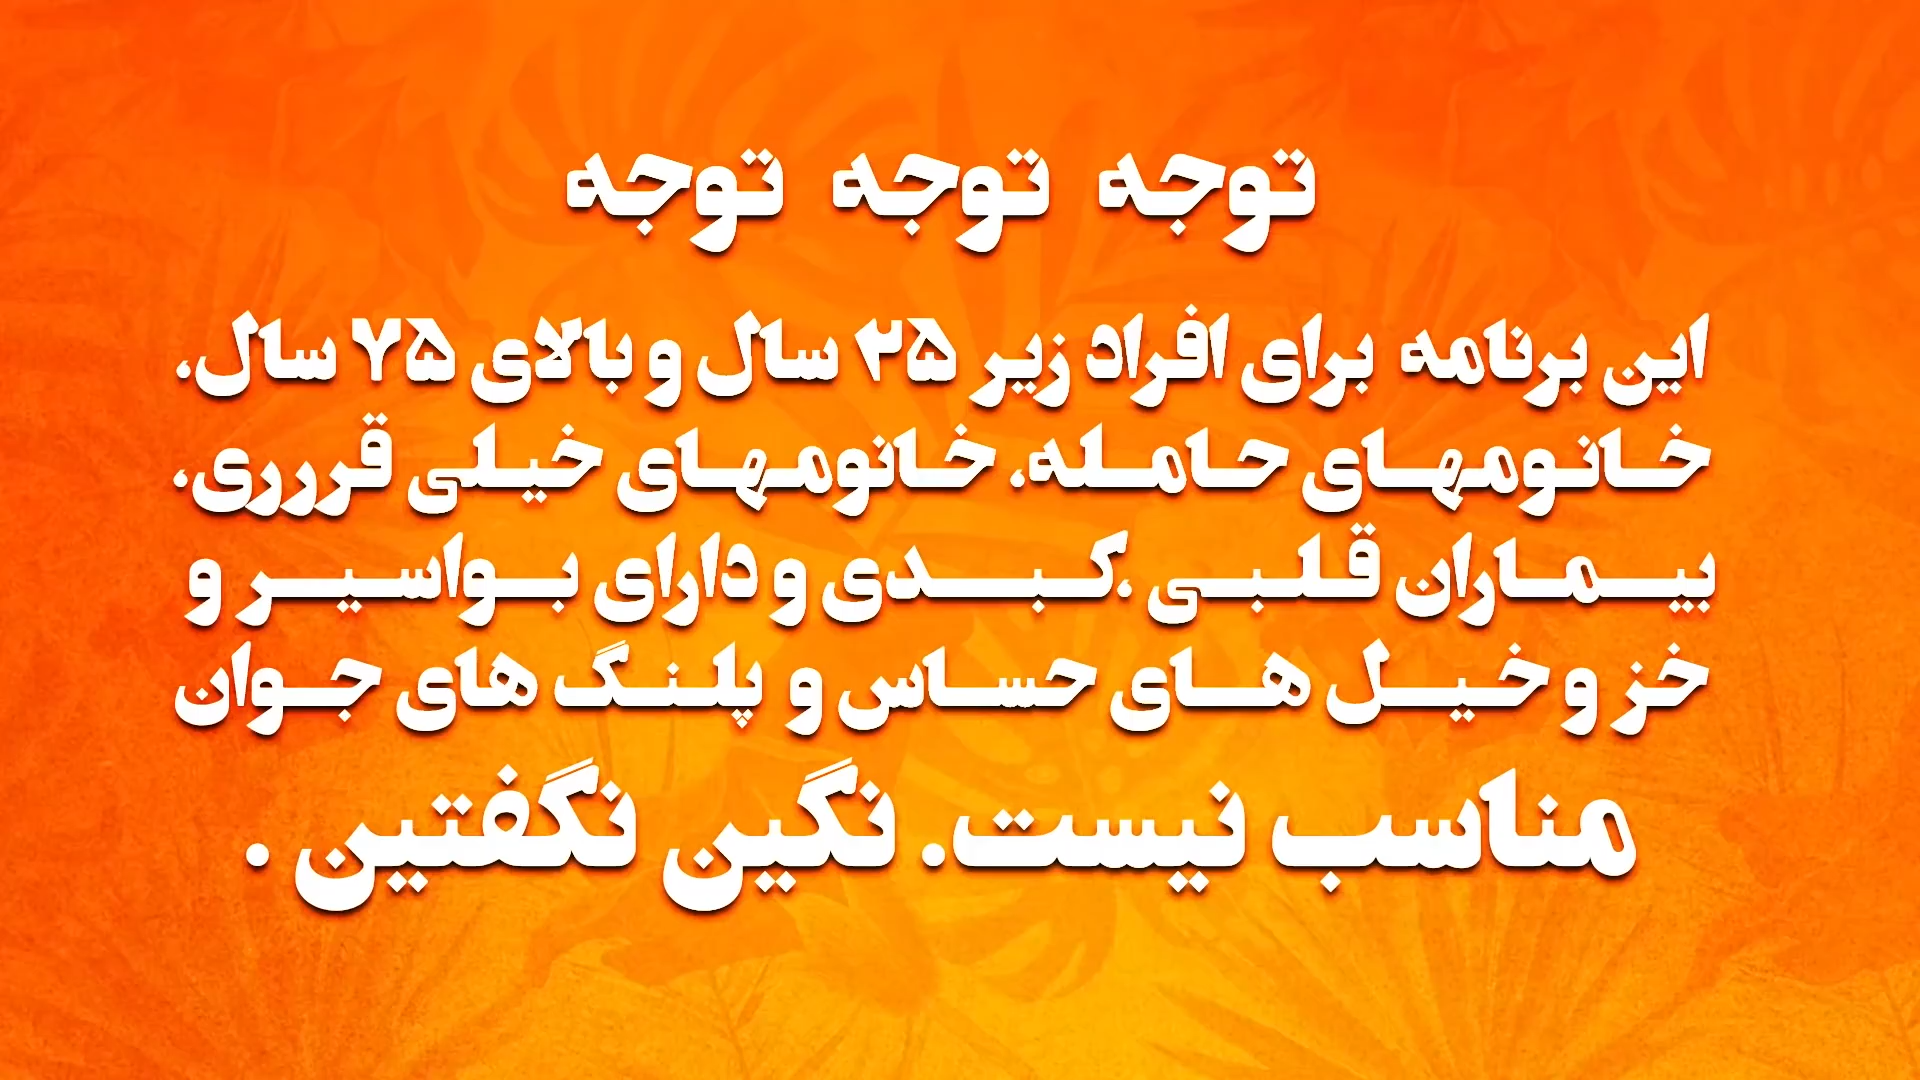 توجه توجه توجه
این برنامه برای افراد زیر ۲۵ سال و بالای ۷۵ سال،
خانومهای حامله، خانومهای خیلی قرررری،
بیماران قلبی ،کبدی و دارای بواسیر و
خز و خیل های حساس و پلنگ های جوان
مناسب نیست. نگین نگفتین .